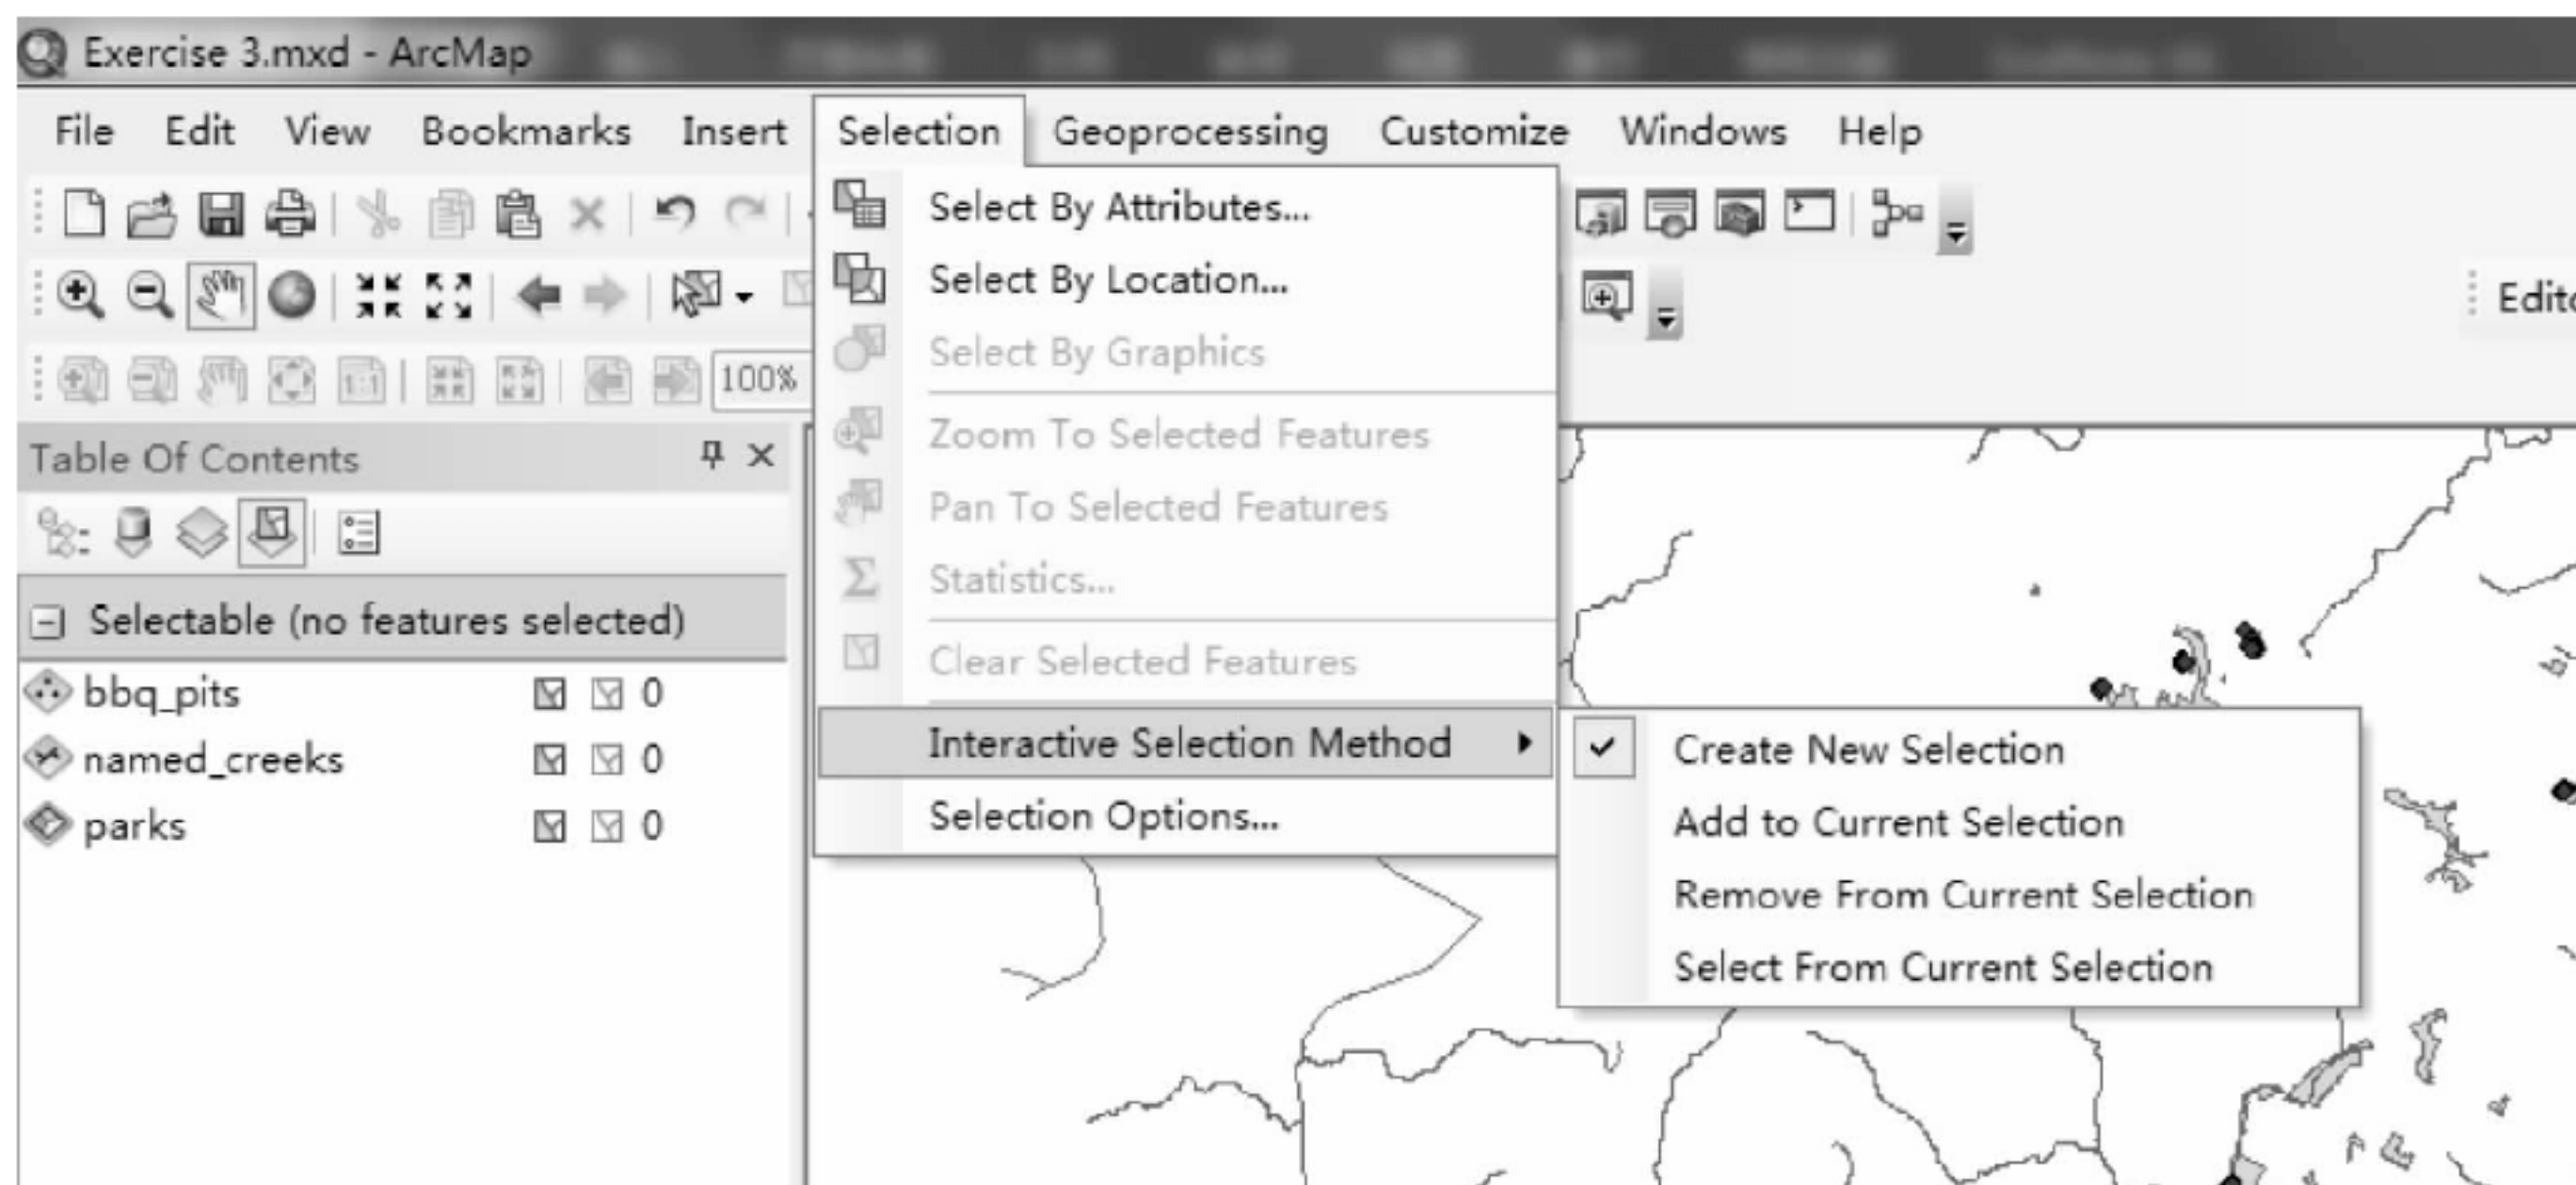 Exercise 3.mxd - ArcMap
File Edit View Bookmarks Insert Selection Geoprocessing Customize Windows Help
Select By Attributes...
Select By Location...
Select By Graphics
Zoom To Selected Features
Pan To Selected Features
Statistics...
Clear Selected Features
Interactive Selection Method
Selection Options...
Create New Selection
Add to Current Selection
Remove From Current Selection
Select From Current Selection
1:1
100%
Table Of Contents
Selectable (no features selected)
bbq_pits 0
named_creeks 0
parks 0